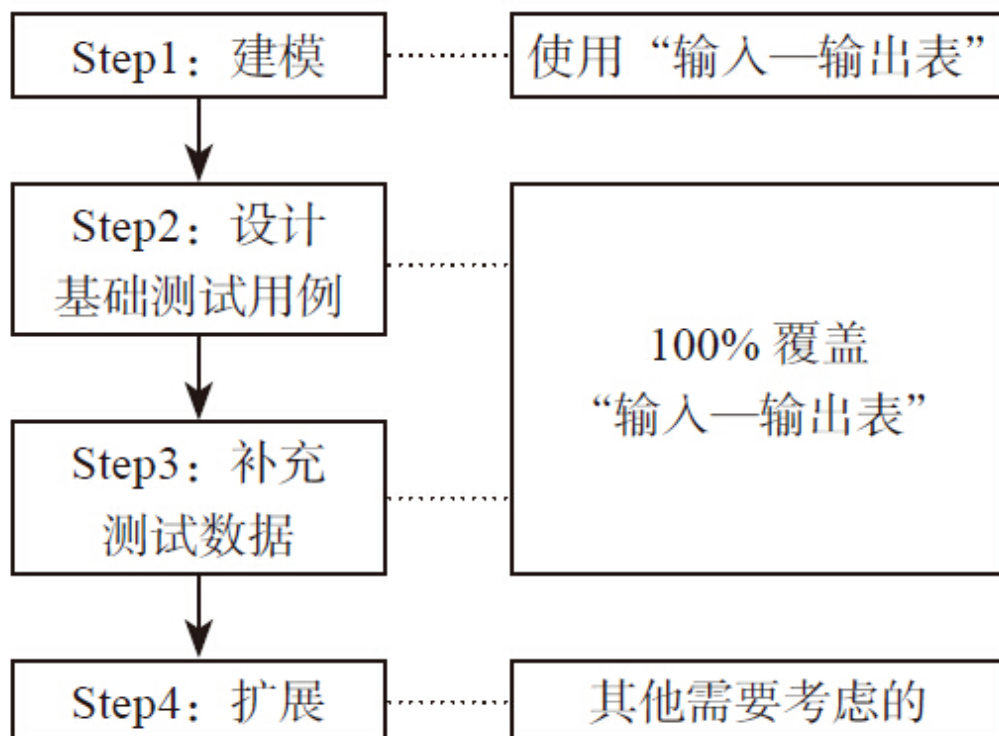 Step1：建模
使用“输入—输出表”
Step2：设计
基础测试用例
100% 覆盖
“输入—输出表”
Step3：补充
测试数据
Step4：扩展
其他需要考虑的